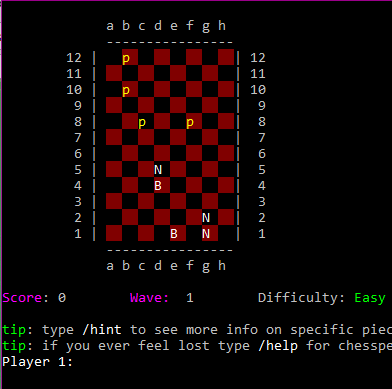 a b c d e f g h
----------------
12 | p | 12
11 | | 11
10 | p | 10
9 | | 9
8 | p p | 8
7 | | 7
6 | | 6
5 | N | 5
4 | B | 4
3 | | 3
2 | N | 2
1 | B N | 1
----------------
a b c d e f g h
Score: 0 Wave: 1 Difficulty: Easy
tip: type /hint to see more info on specific piec
tip: if you ever feel lost type /help for chesspe
Player 1: